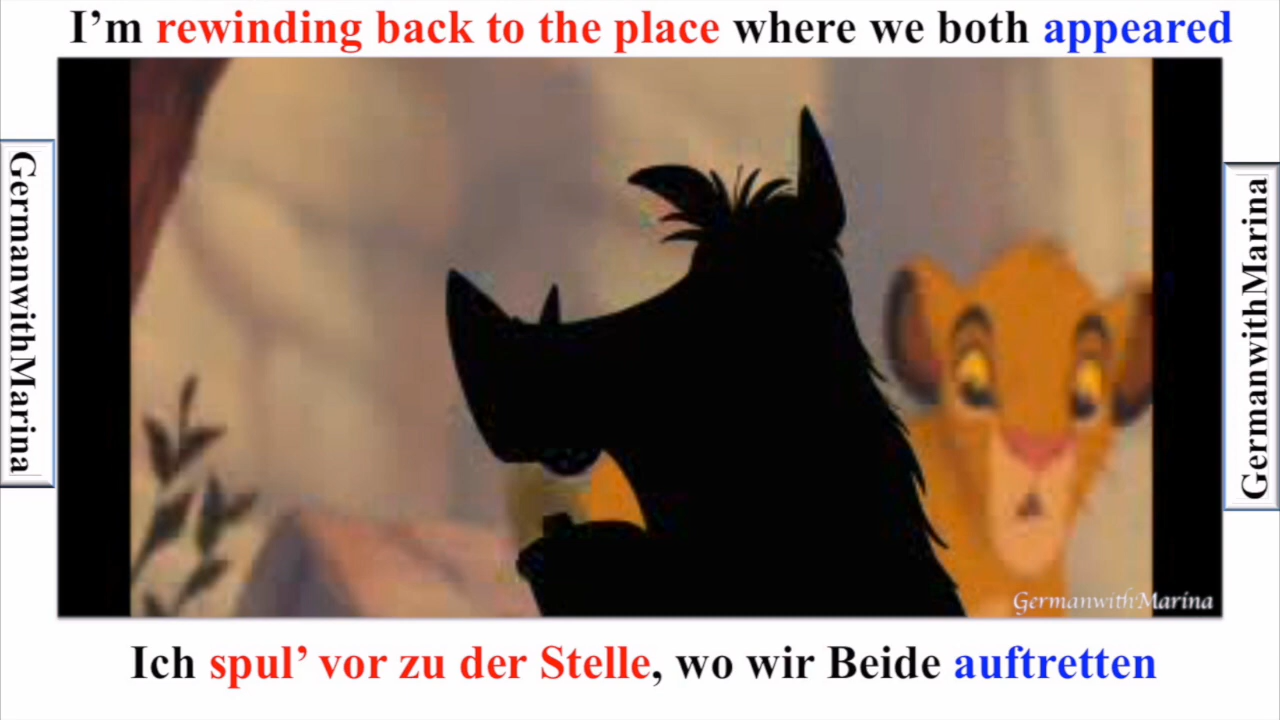 I'm rewinding back to the place where we both appeared
GermanwithMarina
GermanwithMarina
GermanwithMarina
Ich spul' vor zu der Stelle, wo wir Beide auftretten